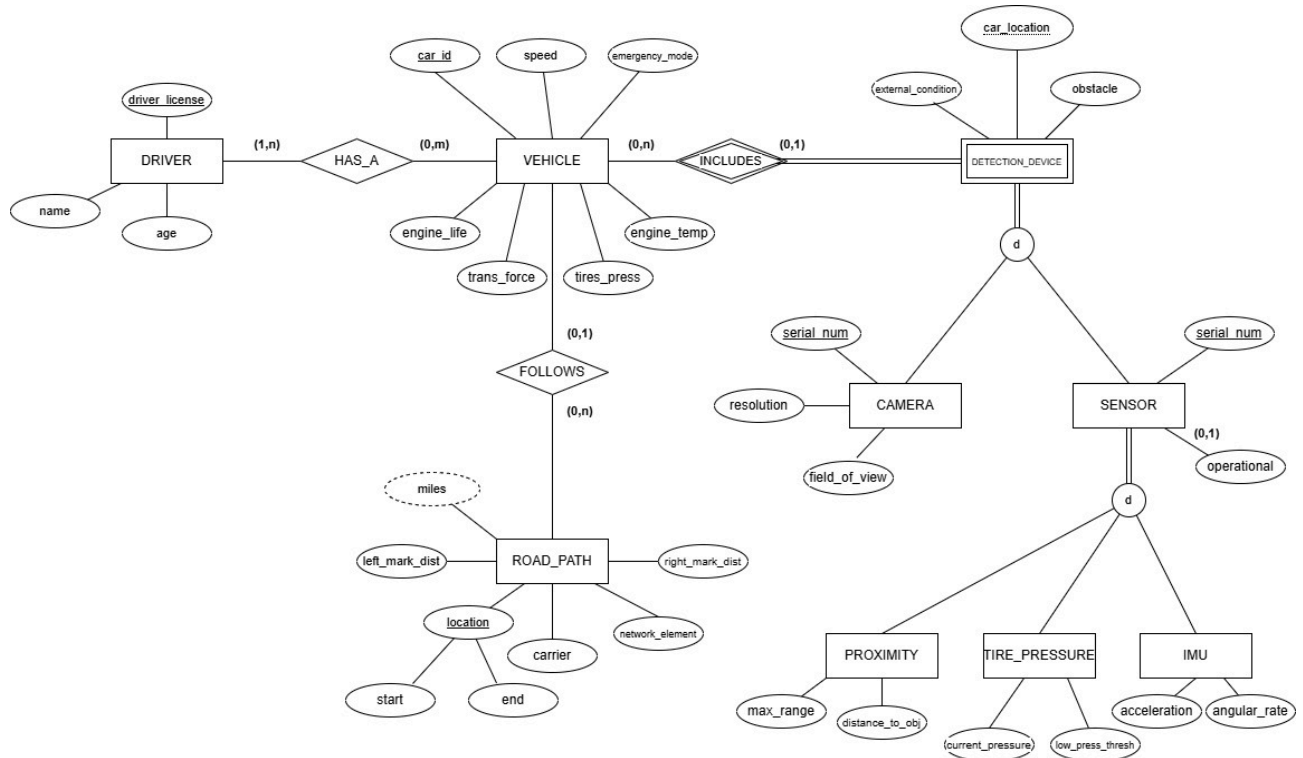 car_location
car_id
speed
emergency_mode
external_condition
obstacle
driver_license
(1,n)
(0,m)
(0,n)
(0,1)
DRIVER
HAS_A
VEHICLE
INCLUDES
DETECTION_DEVICE
name
age
engine_life
engine_temp
trans_force
tires_press
d
(0,1)
serial_num
serial_num
FOLLOWS
resolution
CAMERA
SENSOR
(0,n)
(0,1)
operational
field_of_view
miles
d
left_mark_dist
ROAD_PATH
right_mark_dist
location
network_element
carrier
PROXIMITY
TIRE_PRESSURE
IMU
start
end
max_range
distance_to_obj
acceleration
angular_rate
current_pressure
low_press_thresh